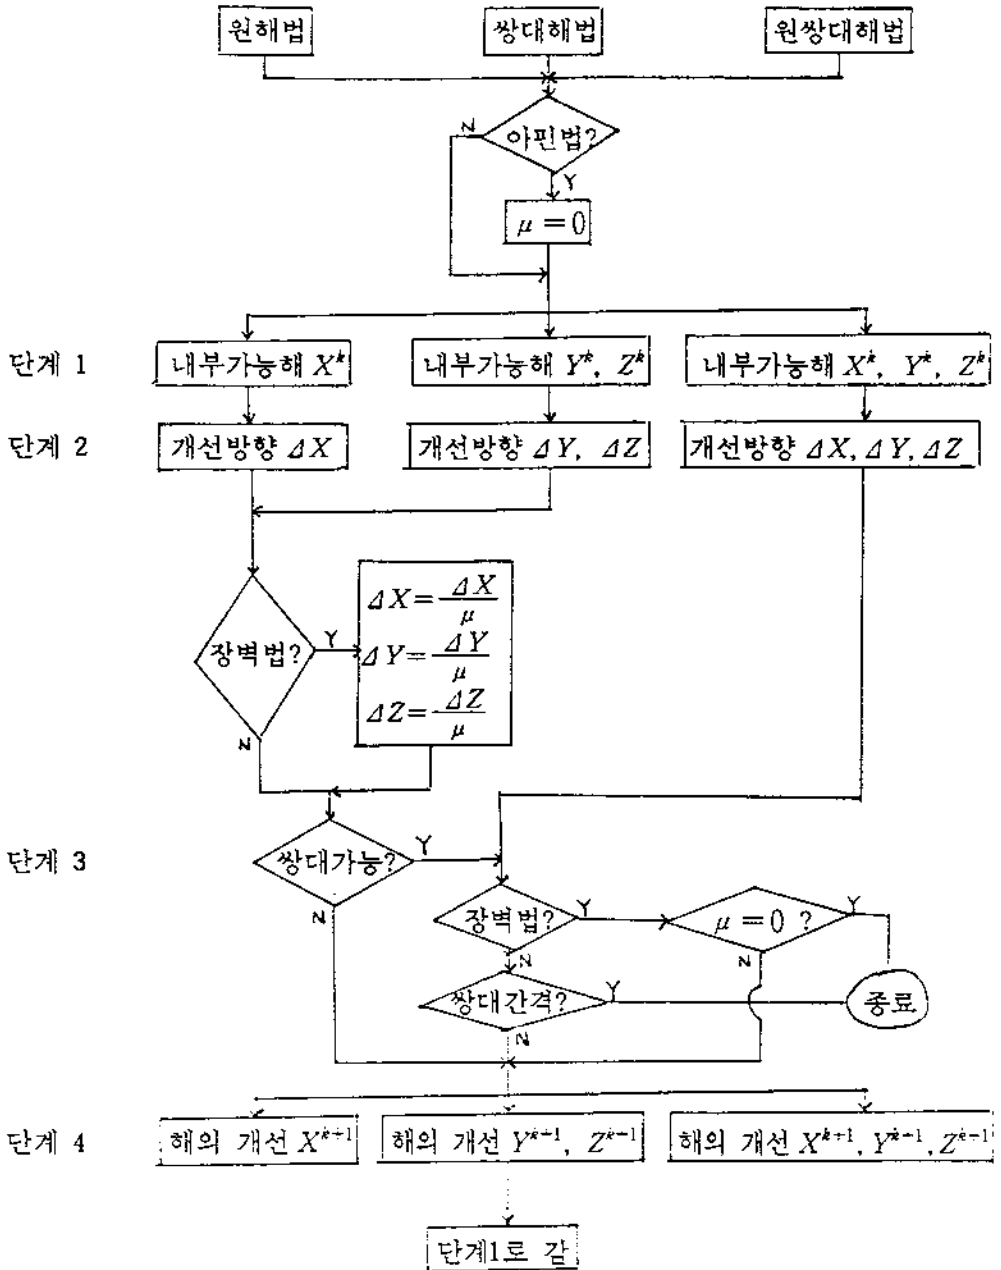 원해법 쌍대해법 원쌍대해법
아핀법?
N
Y
μ = 0
단계 1 내부가능해 X^k 내부가능해 Y^k, Z^k 내부가능해 X^k, Y^k, Z^k
단계 2 개선방향 ΔX 개선방향 ΔY, ΔZ 개선방향 ΔX, ΔY, ΔZ
장벽법? Y
N
ΔX = ΔX/μ
ΔY = ΔY/μ
ΔZ = ΔZ/μ
단계 3 쌍대가능? Y
N
장벽법? Y μ = 0 ? Y
N N
쌍대간격? Y 종료
N
단계 4 해의 개선 X^{k+1} 해의 개선 Y^{k+1}, Z^{k+1} 해의 개선 X^{k+1}, Y^{k+1}, Z^{k+1}
단계1로 감